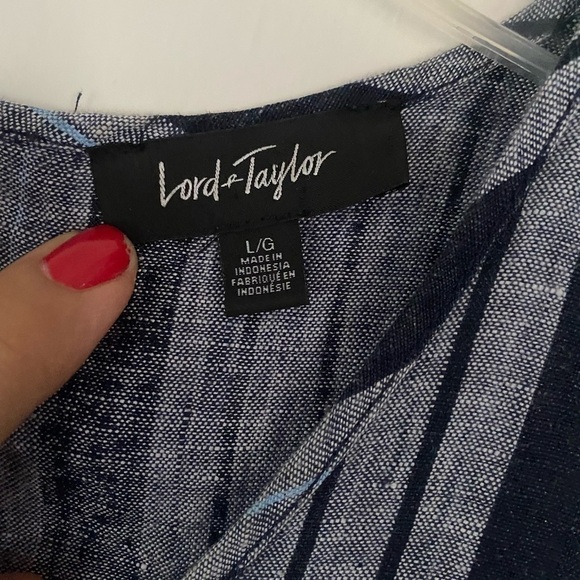 Lord & Taylor
L/G
MADE IN
INDONESIA
FABRIQUÉ EN
INDONÉSIE